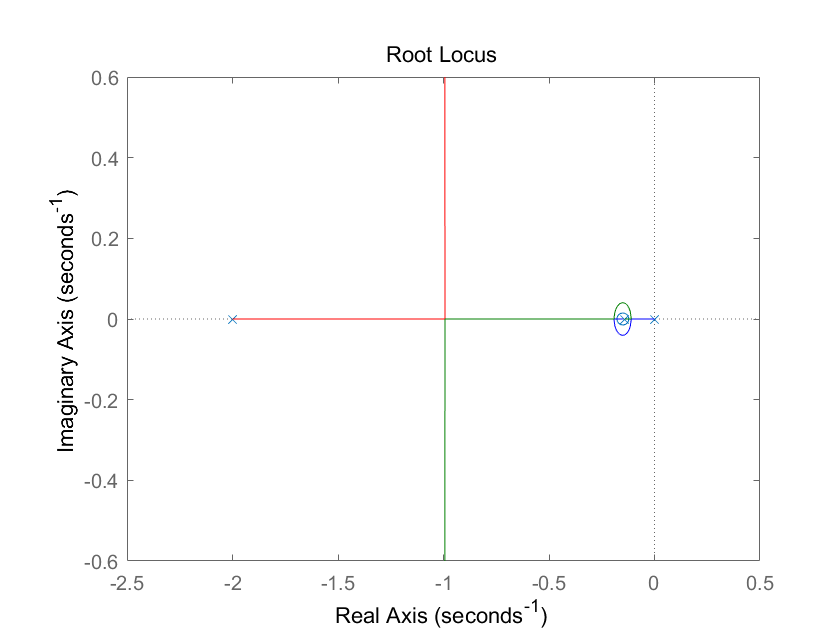 Root Locus
0.6
0.4
0.2
0
-0.2
-0.4
-0.6
Imaginary Axis (seconds⁻¹)
-2.5 -2 -1.5 -1 -0.5 0 0.5
Real Axis (seconds⁻¹)